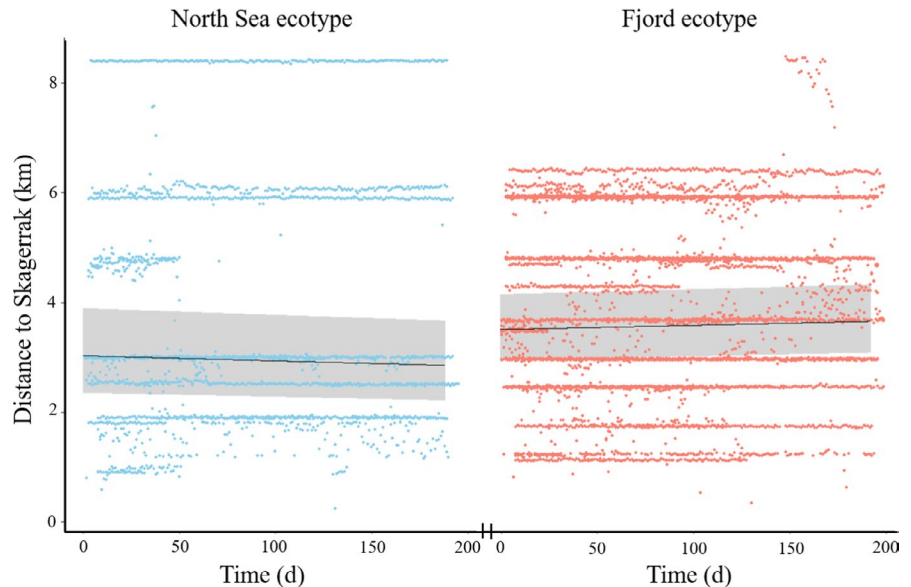 North Sea ecotype
Fjord ecotype
Distance to Skagerrak (km)
8
6
4
2
0
0 50 100 150 200
0 50 100 150 200
Time (d)
Time (d)